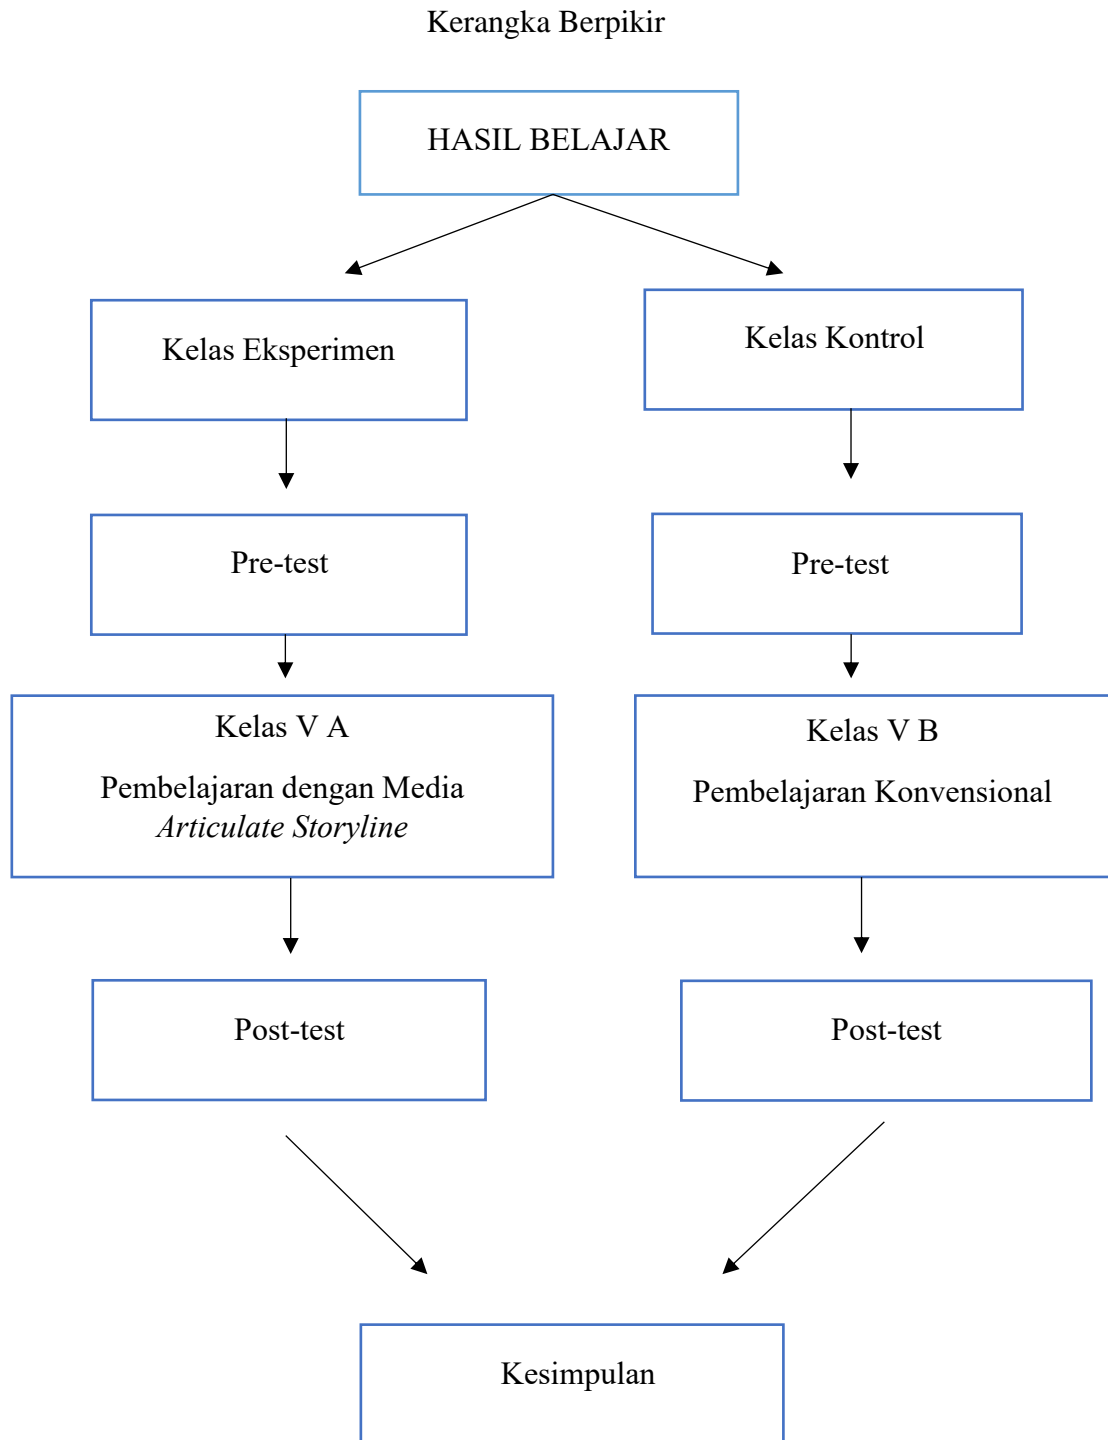 Kerangka Berpikir
HASIL BELAJAR
Kelas Eksperimen
Kelas Kontrol
Pre-test
Pre-test
Kelas V A
Pembelajaran dengan Media
Articulate Storyline
Kelas V B
Pembelajaran Konvensional
Post-test
Post-test
Kesimpulan